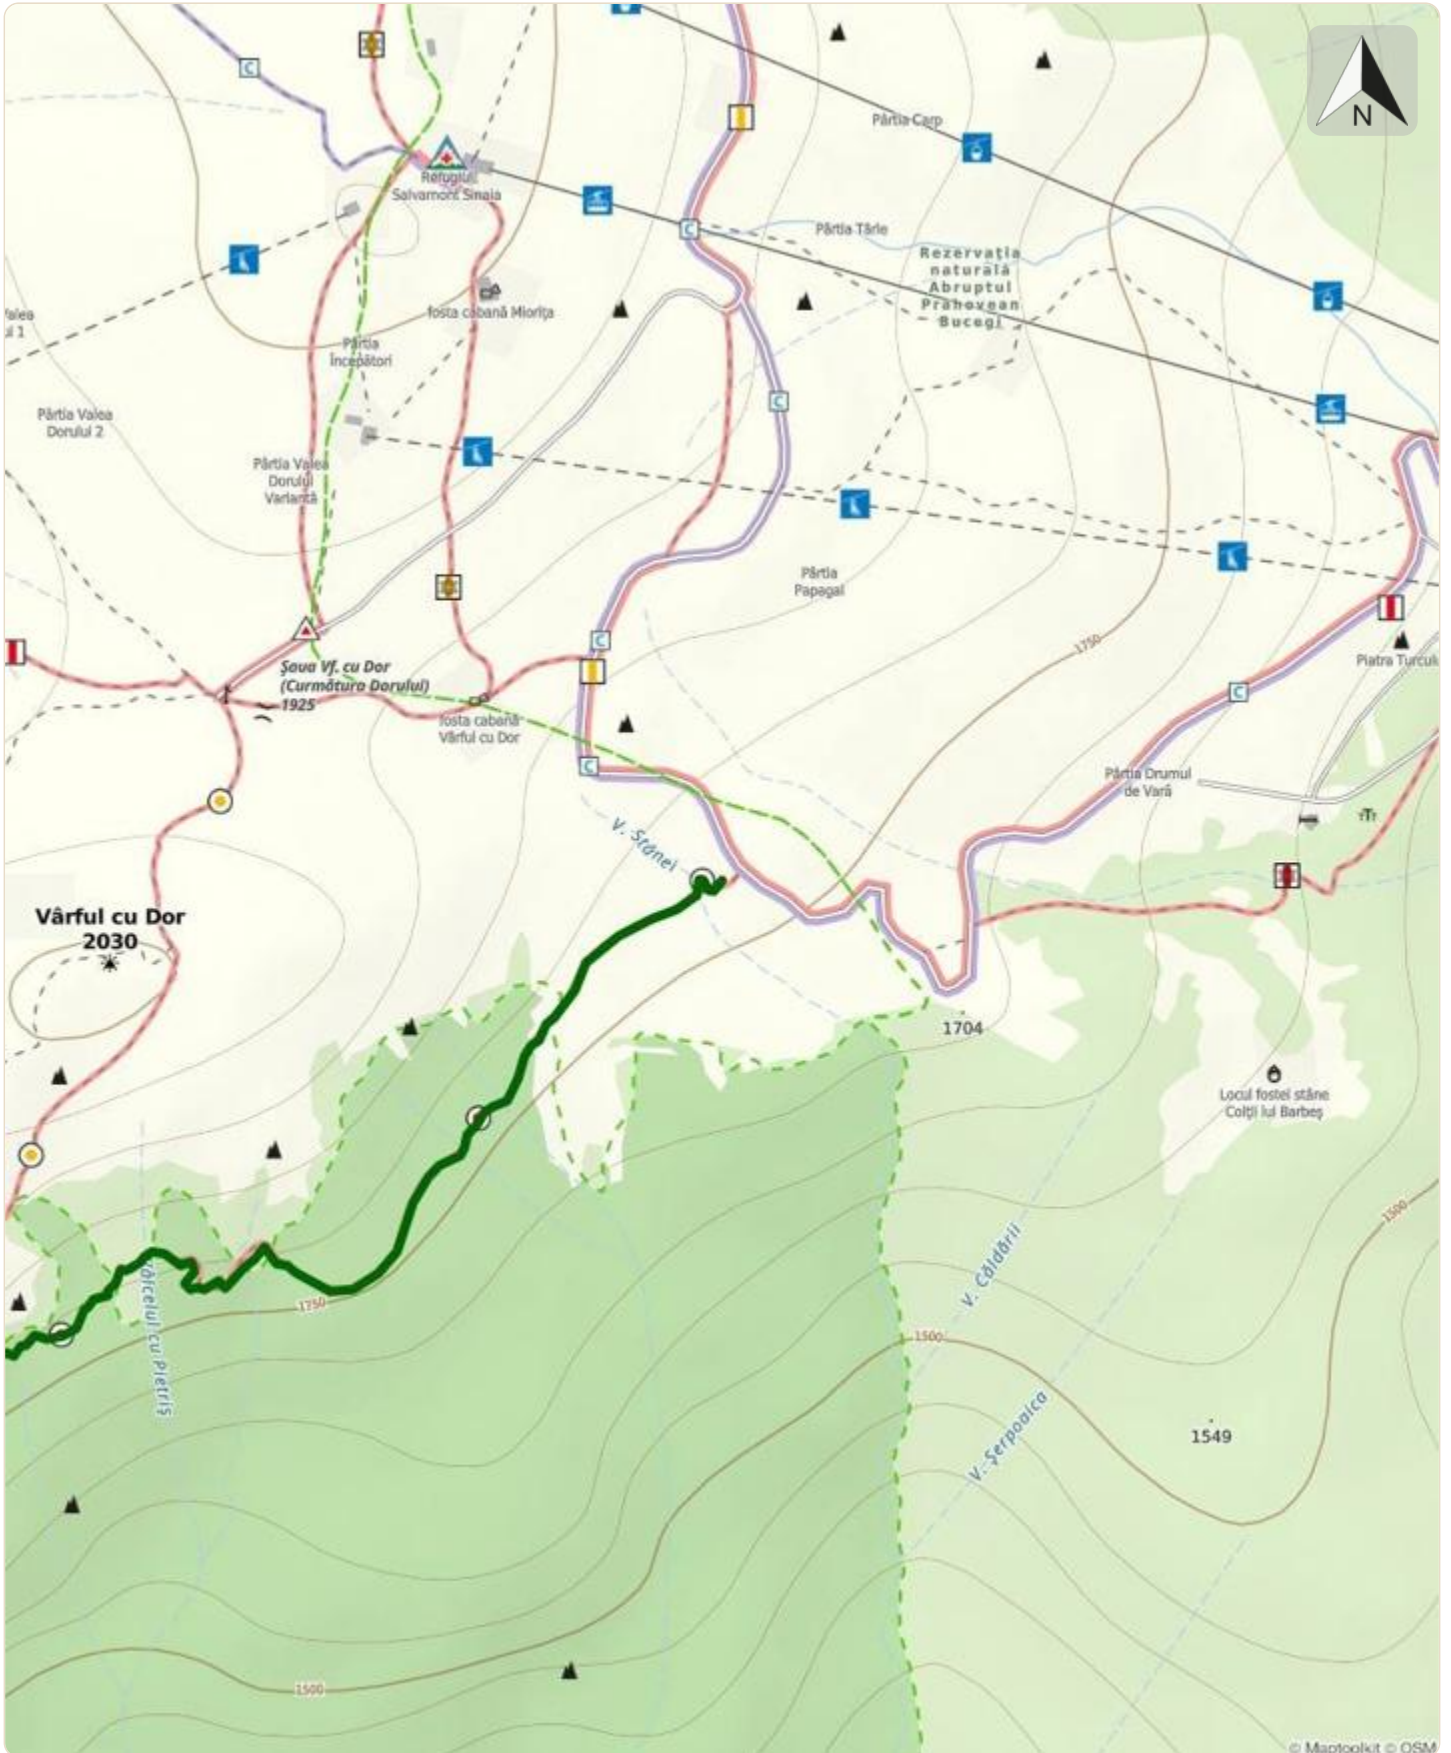 C
N
Pârtia Carp
Refugiul
Salvamont Sinaia
C
Pârtia Târle
Rezervația
naturală
Abruptul
Prahovean
Bucegi
fosta cabană Miorița
Valea
ui 1
Pârtia
Începători
C
Pârtia Valea
Dorului 2
Pârtia Valea
Dorului
Variantă
Pârtia
Papagal
C
1750
Piatra Turcul
Șaua Vf. cu Dor
(Curmătura Dorului)
1925
C
fosta cabană
Vârful cu Dor
C
Pârtia Drumul
de Vară
V. Stânei
Vârful cu Dor
2030
1704
Locul fostei stâne
Colții lui Barbeș
1500
V. Căldării
1750
Vâlcelul cu Pietriș
1500
V. Șerpoaica
1549
1500
© Maptoolkit © OSM